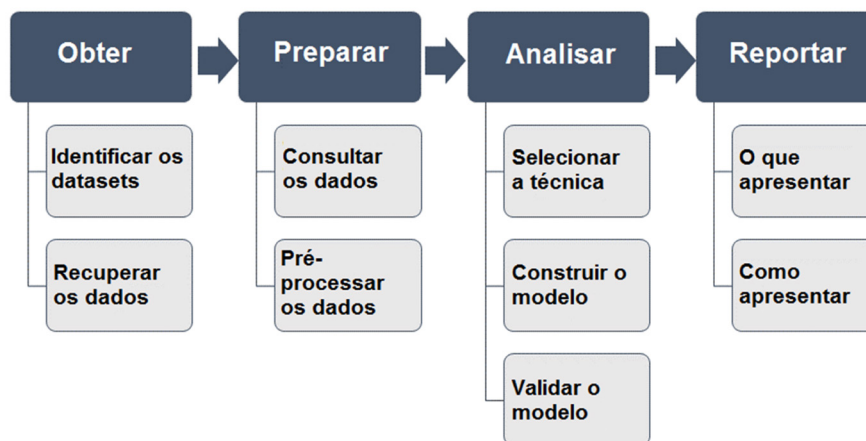 Obter
Preparar
Analisar
Reportar
Identificar os
datasets
Recuperar
os dados
Consultar
os dados
Pré-
processar
os dados
Selecionar
a técnica
Construir o
modelo
Validar o
modelo
O que
apresentar
Como
apresentar